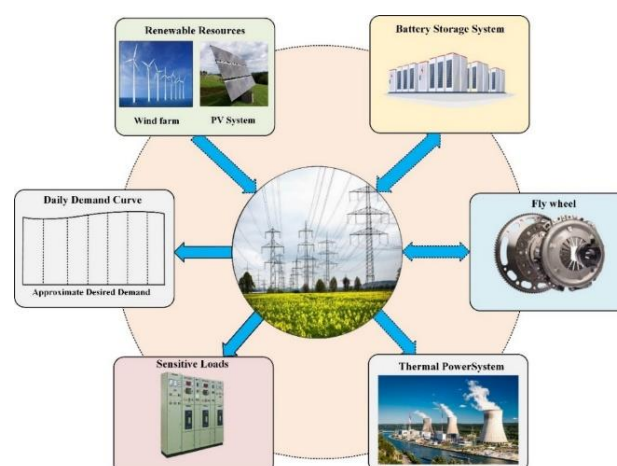 Renewable Resources
Wind farm
PV System
Battery Storage System
Daily Demand Curve
Approximate Desired Demand
Fly wheel
Sensitive Loads
Thermal PowerSystem